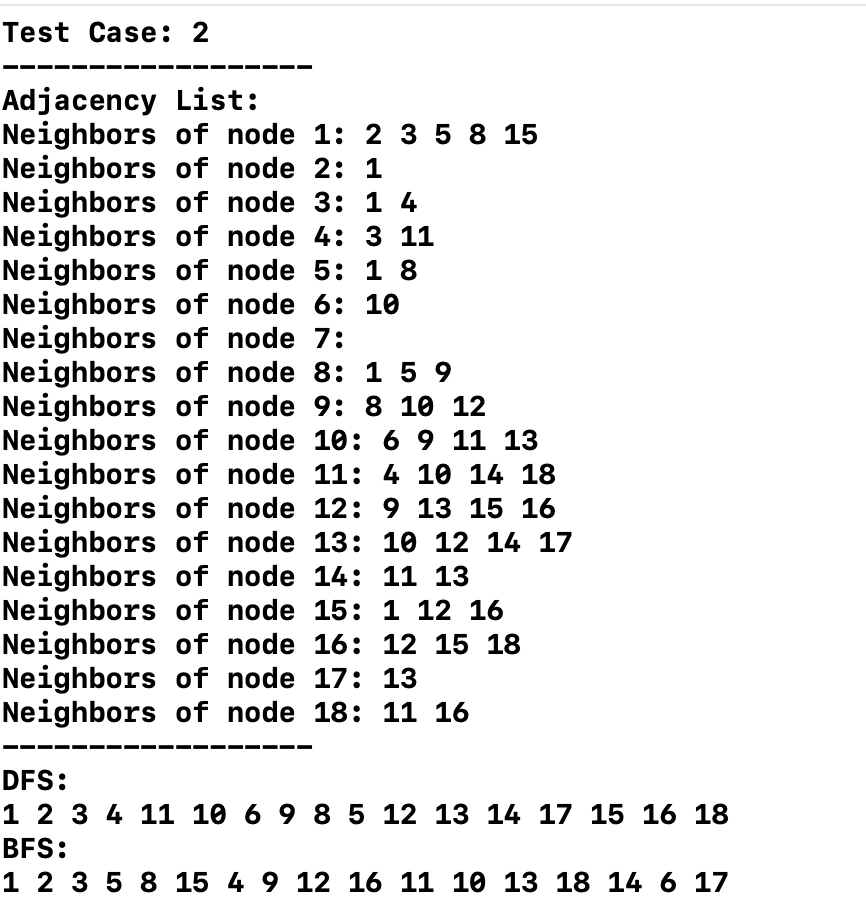 Test Case: 2
------------------
Adjacency List:
Neighbors of node 1: 2 3 5 8 15
Neighbors of node 2: 1
Neighbors of node 3: 1 4
Neighbors of node 4: 3 11
Neighbors of node 5: 1 8
Neighbors of node 6: 10
Neighbors of node 7:
Neighbors of node 8: 1 5 9
Neighbors of node 9: 8 10 12
Neighbors of node 10: 6 9 11 13
Neighbors of node 11: 4 10 14 18
Neighbors of node 12: 9 13 15 16
Neighbors of node 13: 10 12 14 17
Neighbors of node 14: 11 13
Neighbors of node 15: 1 12 16
Neighbors of node 16: 12 15 18
Neighbors of node 17: 13
Neighbors of node 18: 11 16
------------------
DFS:
1 2 3 4 11 10 6 9 8 5 12 13 14 17 15 16 18
BFS:
1 2 3 5 8 15 4 9 12 16 11 10 13 18 14 6 17